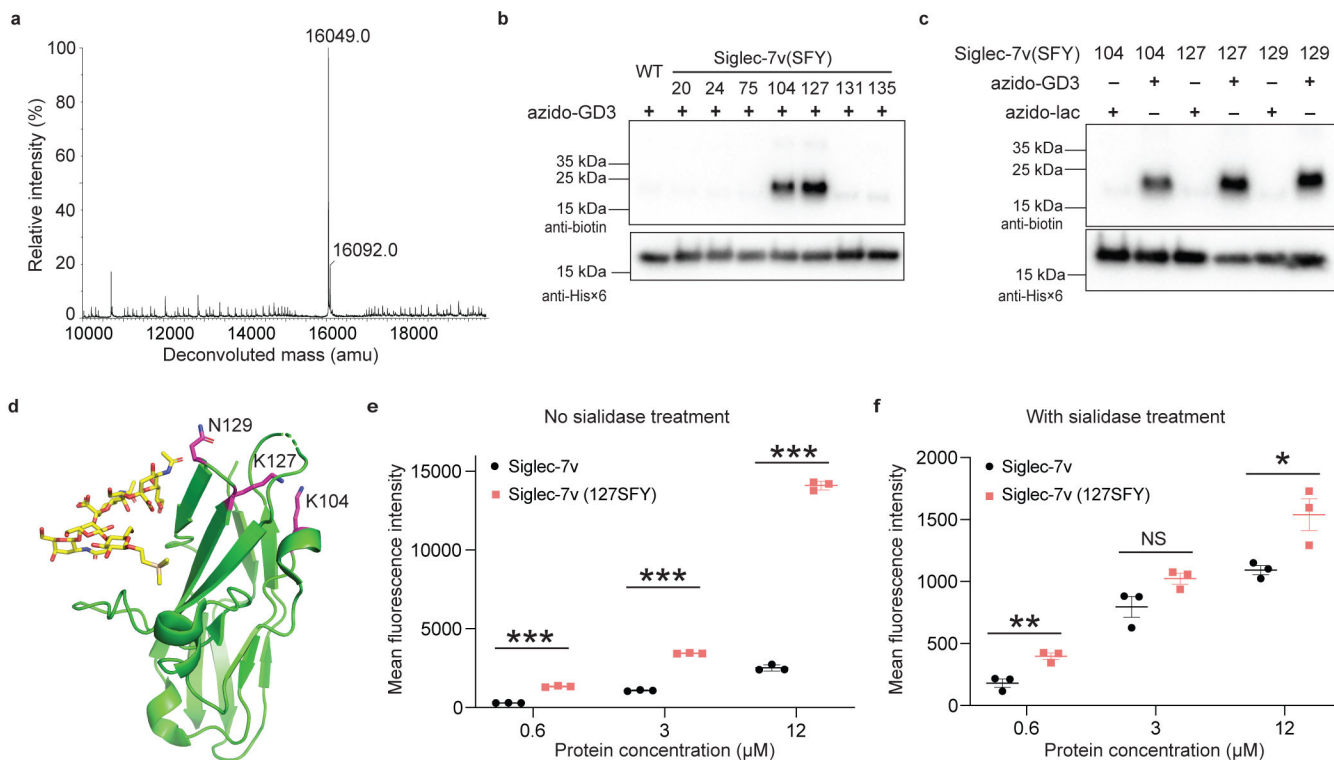 a
16049.0
16092.0
100
80
60
40
20
0
Relative intensity (%)
10000 12000 14000 16000 18000
Deconvoluted mass (amu)
b
Siglec-7v(SFY)
WT
20 24 75 104 127 131 135
azido-GD3 + + + + + + + +
35 kDa
25 kDa
15 kDa
anti-biotin
15 kDa
anti-His×6
c
Siglec-7v(SFY) 104 104 127 127 129 129
azido-GD3 – + – + – +
azido-lac + – + – + –
35 kDa
25 kDa
15 kDa
anti-biotin
15 kDa
anti-His×6
d
N129
K127
K104
e
No sialidase treatment
Siglec-7v
Siglec-7v (127SFY)
***
***
***
15000
10000
5000
0
Mean fluorescence intensity
0.6 3 12
Protein concentration (µM)
f
With sialidase treatment
Siglec-7v
Siglec-7v (127SFY)
**
NS
*
2000
1500
1000
500
0
Mean fluorescence intensity
0.6 3 12
Protein concentration (µM)